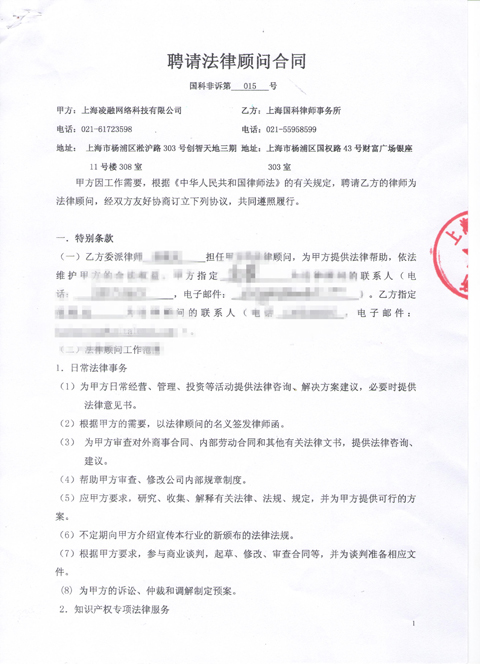 聘请法律顾问合同
国科非诉第 015 号
甲方：上海凌融网络科技有限公司 乙方：上海国科律师事务所
电话：021-61723598 电话：021-55958599
地址： 上海市杨浦区淞沪路 303 号创智天地三期 地址：上海市杨浦区国权路 43 号财富广场银座
11 号楼 308 室 303 室
甲方因工作需要，根据《中华人民共和国律师法》的有关规定，聘请乙方的律师为
法律顾问，经双方友好协商订立下列协议，共同遵照履行。
一．特别条款
（一）乙方委派律师 担任甲 律顾问，为甲方提供法律帮助，依法
维护甲方的合法权益。甲方指定 的联系人（电
话： ，电子邮件： ）。乙方指定
为 问的联系人（电 ，电子邮件：
。
（二）法律顾问工作
1．日常法律事务
（1）为甲方日常经营、管理、投资等活动提供法律咨询、解决方案建议，必要时提供
法律意见书。
（2）根据甲方的需要，以法律顾问的名义签发律师函。
（3） 为甲方审查对外商事合同、内部劳动合同和其他有关法律文书，提供法律咨询、
建议。
（4）帮助甲方审查、修改公司内部规章制度。
（5）应甲方要求，研究、收集、解释有关法律、法规、规定，并为甲方提供可行的方
案。
（6）不定期向甲方介绍宣传本行业的新颁布的法律法规。
（7）根据甲方要求，参与商业谈判，起草、修改、审查合同等，并为谈判准备相应文
件。
（8）为甲方的诉讼、仲裁和调解制定预案。
2．知识产权专项法律服务
上海
1